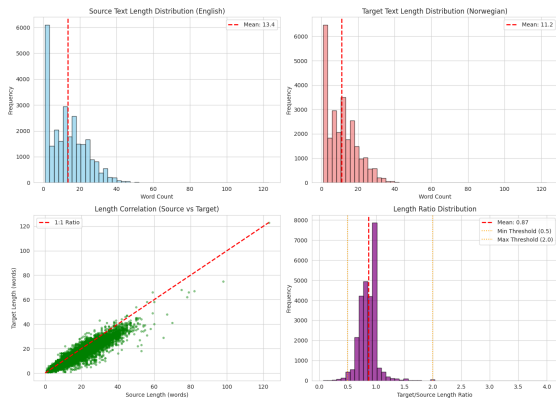 Source Text Length Distribution (English)
Frequency
6000
5000
4000
3000
2000
1000
0
0 20 40 60 80 100 120
Word Count
Mean: 13.4
Target Text Length Distribution (Norwegian)
Frequency
6000
5000
4000
3000
2000
1000
0
0 20 40 60 80 100 120
Word Count
Mean: 11.2
Length Correlation (Source vs Target)
Target Length (words)
120
100
80
60
40
20
0
0 20 40 60 80 100 120
Source Length (words)
1:1 Ratio
Length Ratio Distribution
Frequency
8000
7000
6000
5000
4000
3000
2000
1000
0
0.0 0.5 1.0 1.5 2.0 2.5 3.0 3.5 4.0
Target/Source Length Ratio
Mean: 0.87
Min Threshold (0.5)
Max Threshold (2.0)